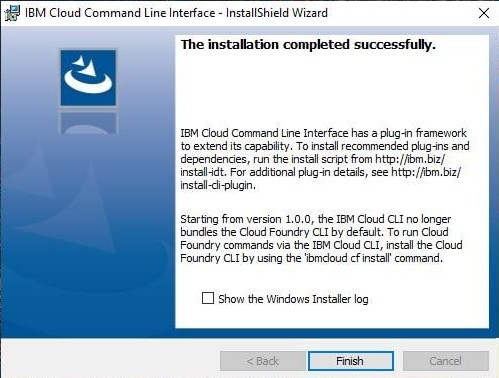 IBM Cloud Command Line Interface - InstallShield Wizard
The installation completed successfully.
IBM Cloud Command Line Interface has a plug-in framework
to extend its capability. To install recommended plug-ins and
dependencies, run the install script from http://ibm.biz/
install-idt. For additional plug-in details, see http://ibm.biz/
install-cli-plugin.
Starting from version 1.0.0, the IBM Cloud CLI no longer
bundles the Cloud Foundry CLI by default. To run Cloud
Foundry commands via the IBM Cloud CLI, install the Cloud
Foundry CLI by using the 'ibmcloud cf install' command.
Show the Windows Installer log
< Back
Finish
Cancel